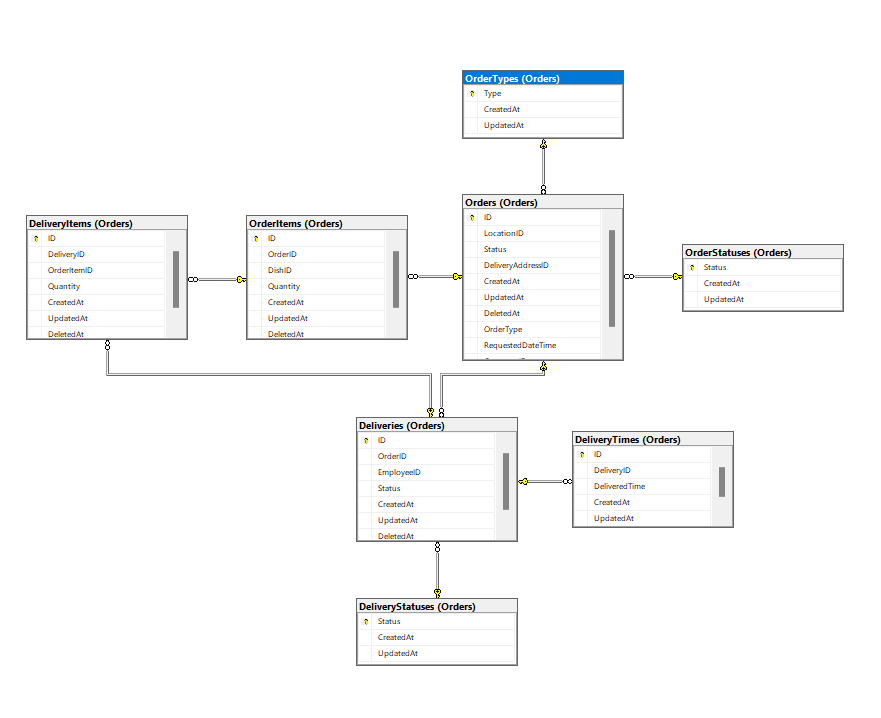 OrderTypes (Orders)
Type
CreatedAt
UpdatedAt
Orders (Orders)
ID
LocationID
Status
DeliveryAddressID
CreatedAt
UpdatedAt
DeletedAt
OrderType
RequestedDateTime
DeliveryItems (Orders)
ID
DeliveryID
OrderItemID
Quantity
CreatedAt
UpdatedAt
DeletedAt
OrderItems (Orders)
ID
OrderID
DishID
Quantity
CreatedAt
UpdatedAt
DeletedAt
OrderStatuses (Orders)
Status
CreatedAt
UpdatedAt
Deliveries (Orders)
ID
OrderID
EmployeeID
Status
CreatedAt
UpdatedAt
DeletedAt
DeliveryTimes (Orders)
ID
DeliveryID
DeliveredTime
CreatedAt
UpdatedAt
DeliveryStatuses (Orders)
Status
CreatedAt
UpdatedAt